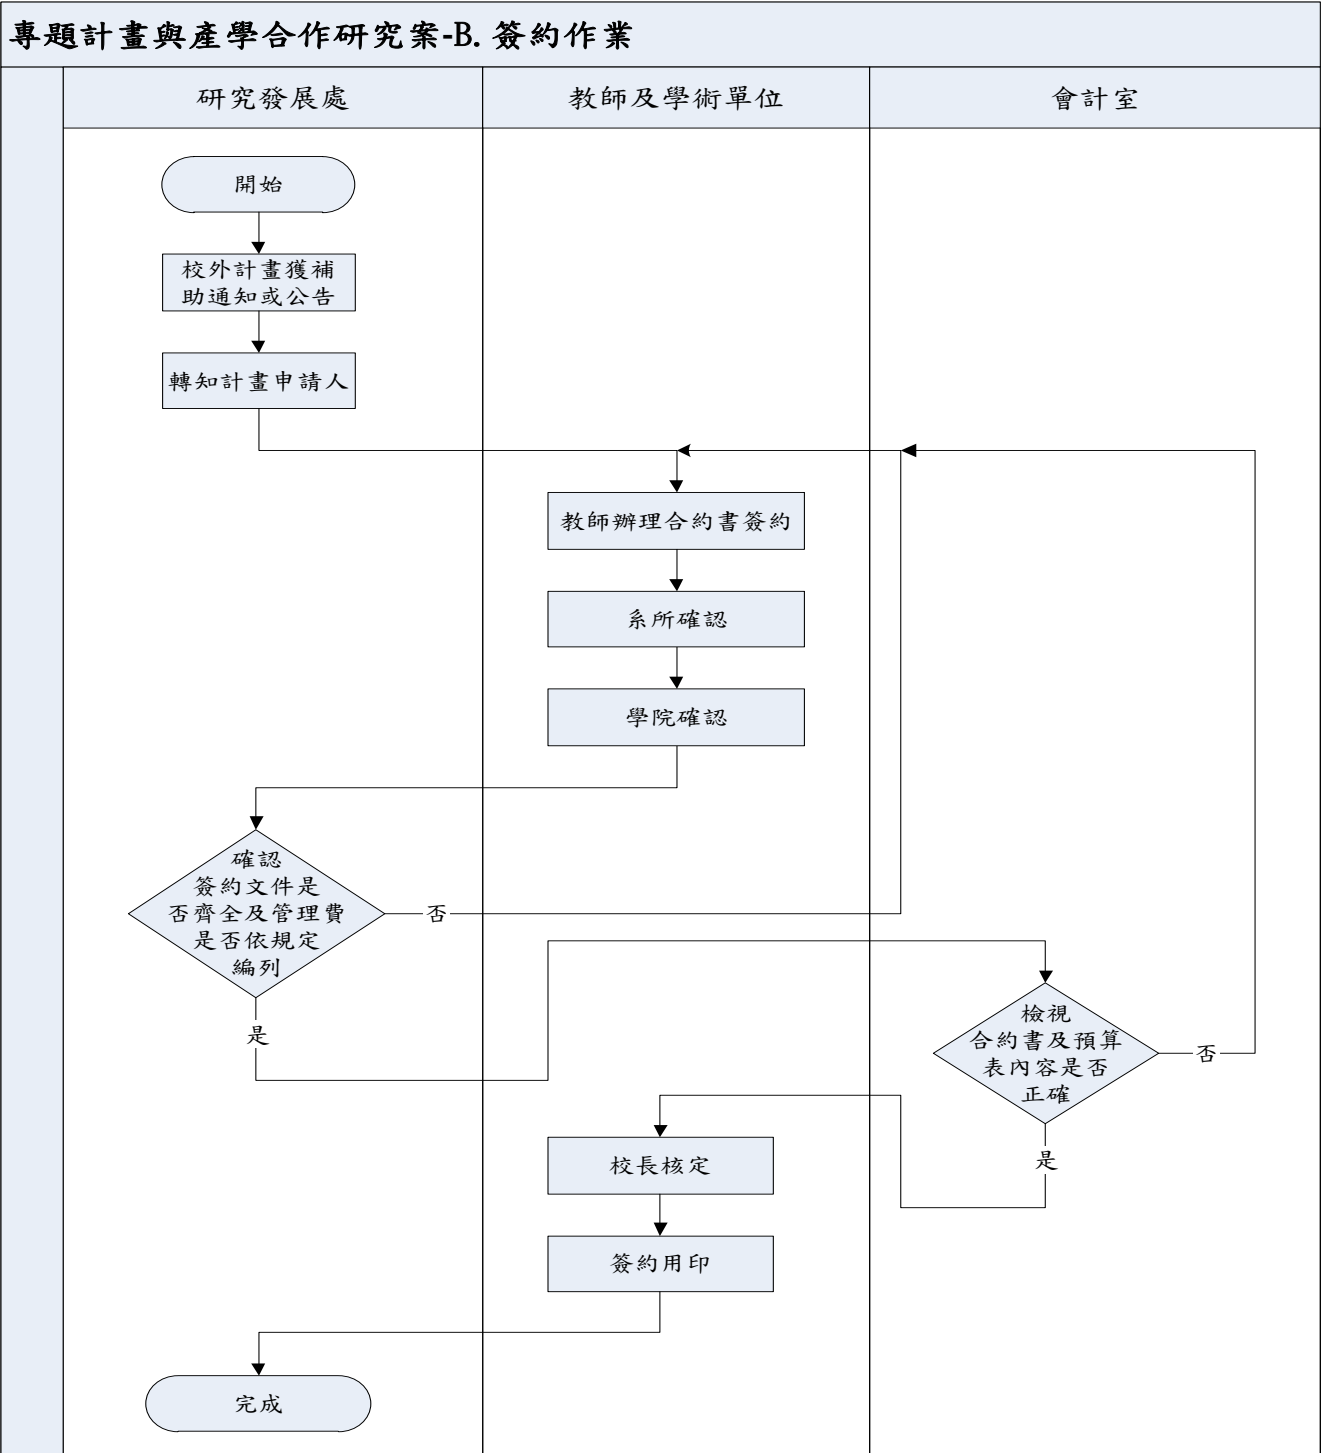 專題計畫與產學合作研究案-B. 簽約作業
研究發展處
教師及學術單位
會計室
開始
校外計畫獲補
助通知或公告
轉知計畫申請人
教師辦理合約書簽約
系所確認
學院確認
確認
簽約文件是
否齊全及管理費
是否依規定
編列
否
是
檢視
合約書及預算
表內容是否
正確
否
是
校長核定
簽約用印
完成